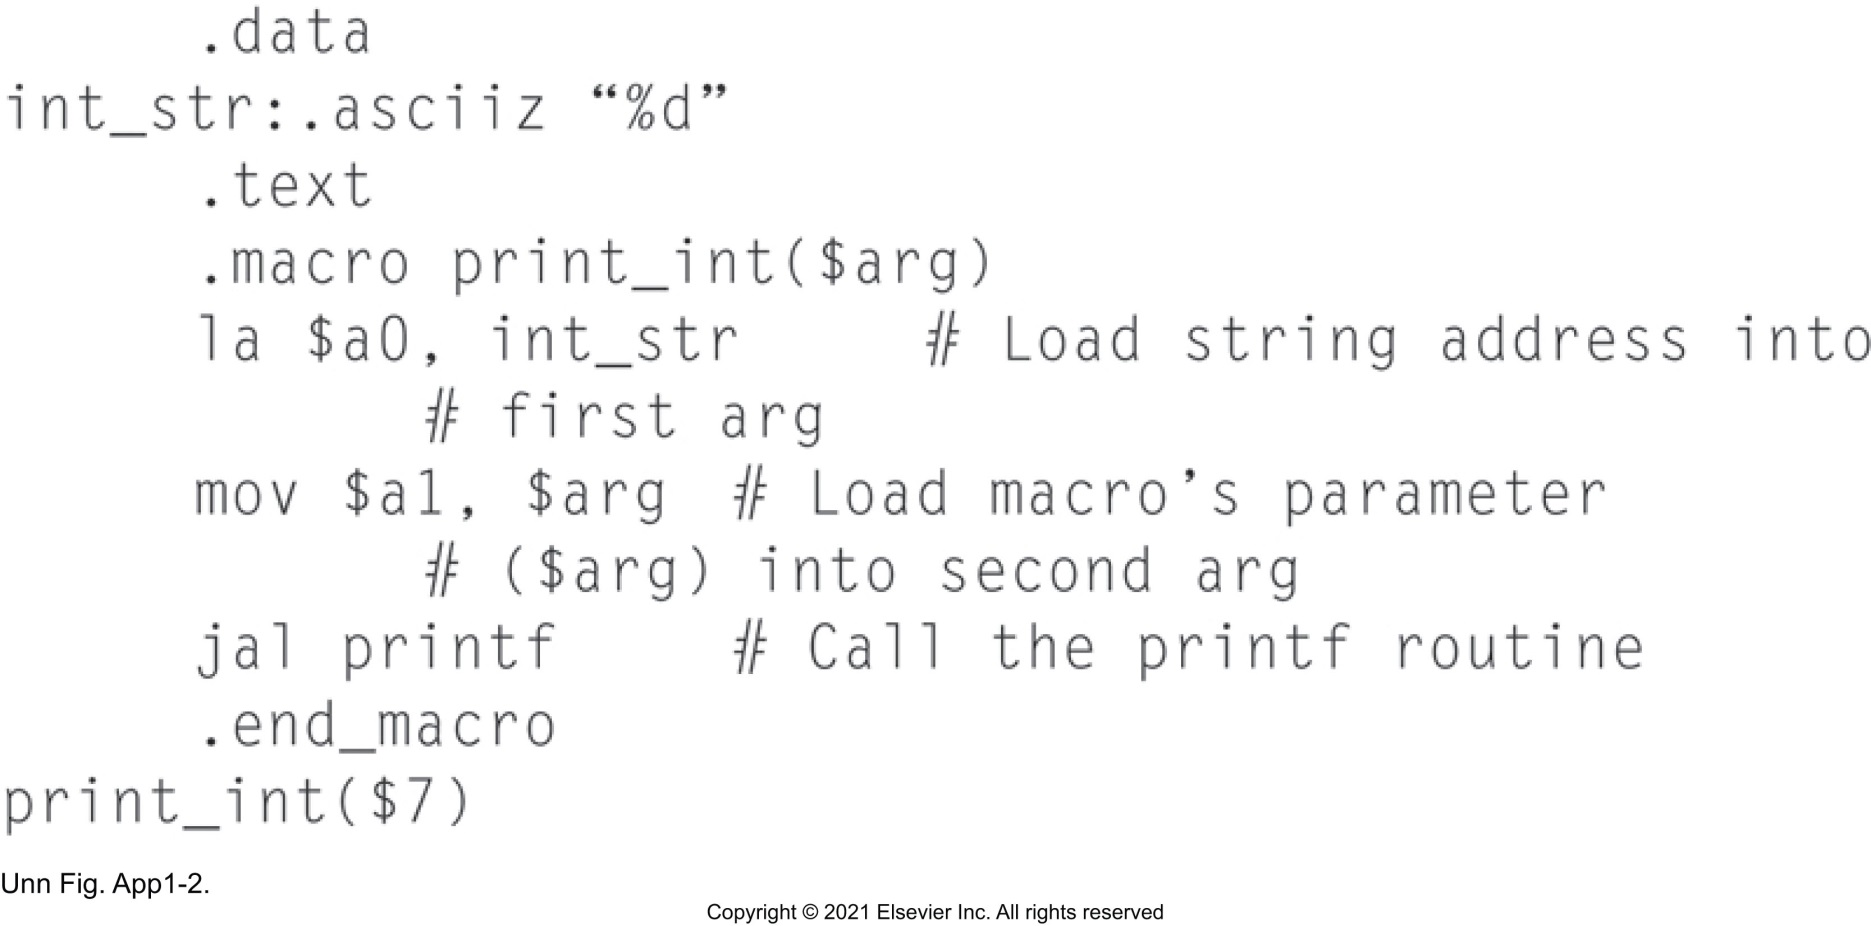 .data
int_str:.asciiz “%d”
.text
.macro print_int($arg)
la $a0, int_str # Load string address into
# first arg
mov $a1, $arg # Load macro’s parameter
# ($arg) into second arg
jal printf # Call the printf routine
.end_macro
print_int($7)
Unn Fig. App1-2.
Copyright © 2021 Elsevier Inc. All rights reserved